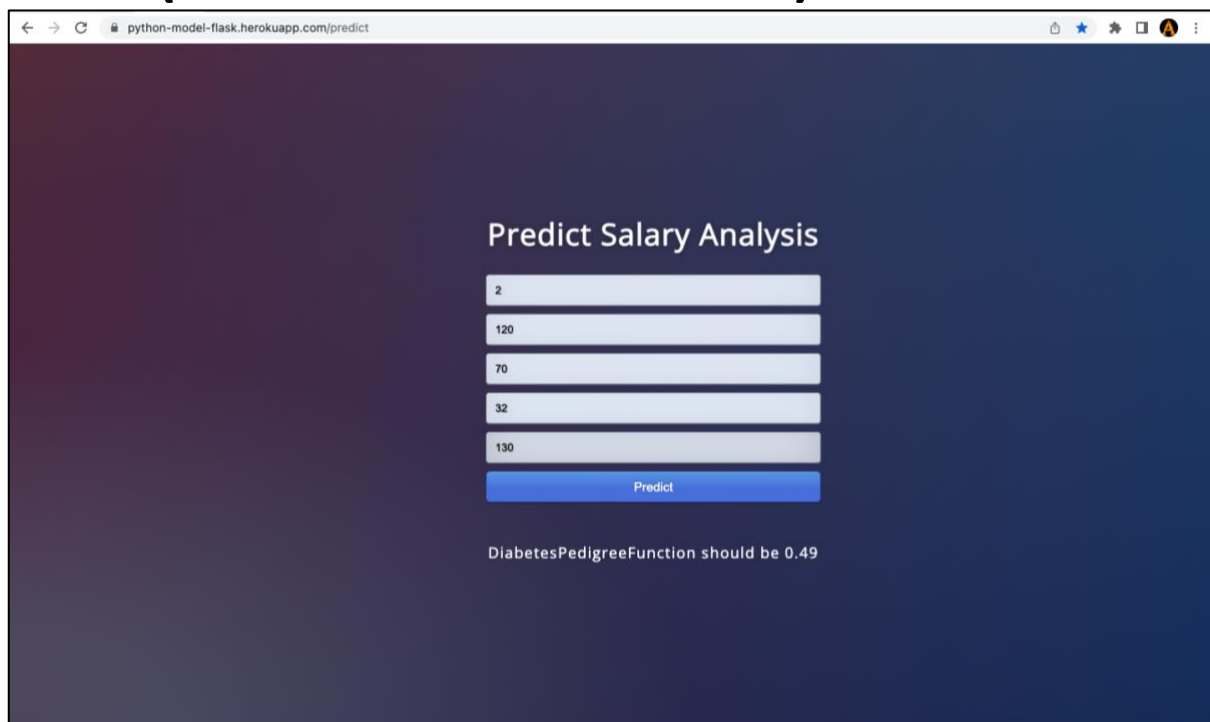 python-model-flask.herokuapp.com/predict
Predict Salary Analysis
2
120
70
32
130
Predict
DiabetesPedigreeFunction should be 0.49